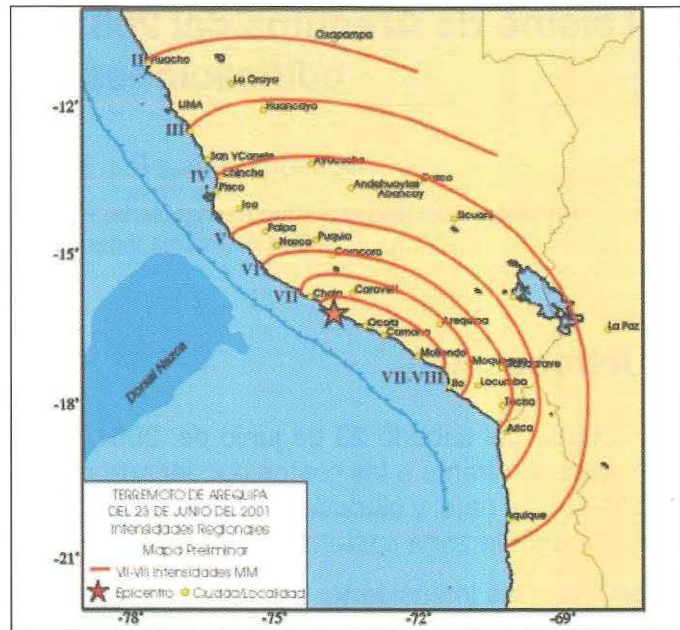 Oxapampa
II
Huacho
La Oroya
-12
LIMA
Huancayo
III
San V Canete
Ayacucho
IV
Chincha
Cuzco
Pisco
Andahuaylas
Abancay
Ica
Sicuani
V
Palpa
Puquio
-15
Nazca
Coracora
VI
VII
Chala
Caraveli
Ocoña
Arequipa
La Paz
Camana
Mollendo
Moquegua
VII-VIII
Ilo
Locumba
Dorsal Nazca
-18
Tacna
Arica
Iquique
TERREMOTO DE AREQUIPA
DEL 23 DE JUNIO DEL 2001
Intensidades Regionales
Mapa Preliminar
VII-VIII Intensidades MM
Epicentro
Ciudad/Localidad
-21
-78
-75
-72
-69